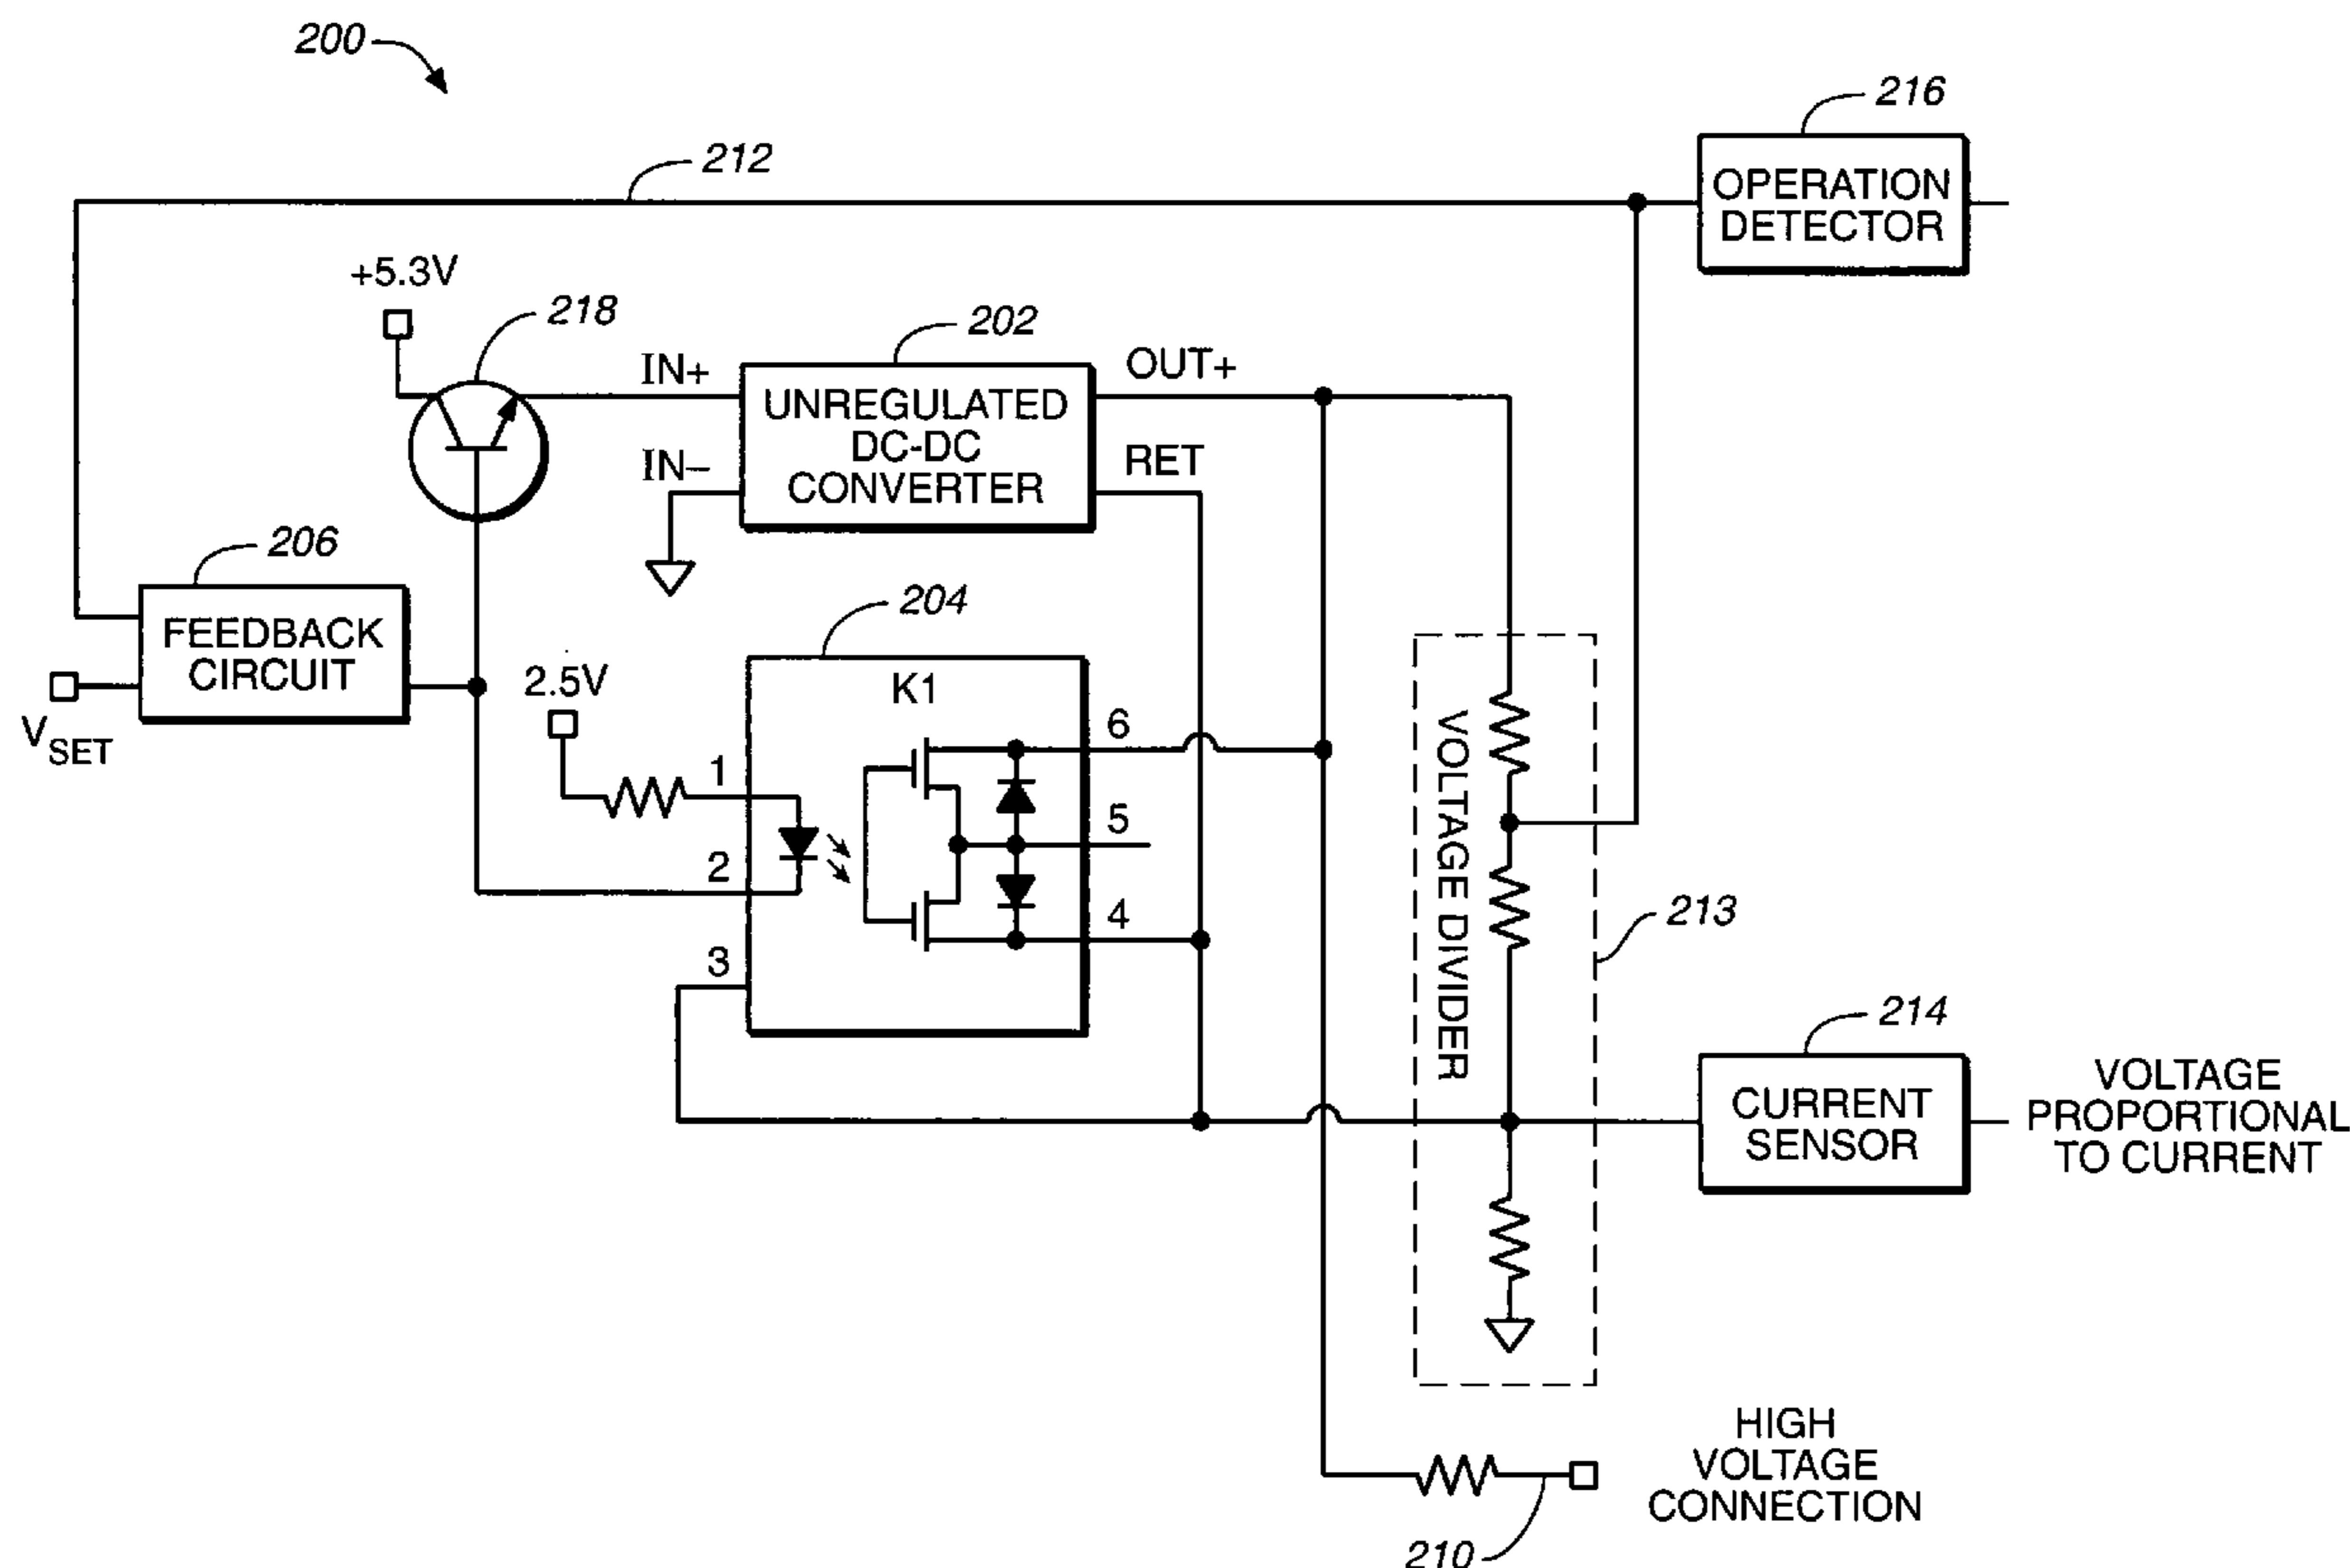 200
216
212
OPERATION
DETECTOR
+5.3V
218
202
IN+
OUT+
UNREGULATED
DC-DC
CONVERTER
IN–
RET
206
204
FEEDBACK
CIRCUIT
2.5V
K1
VSET
6
1
5
2
4
3
VOLTAGE DIVIDER
213
214
CURRENT
SENSOR
VOLTAGE
PROPORTIONAL
TO CURRENT
HIGH
VOLTAGE
CONNECTION
210